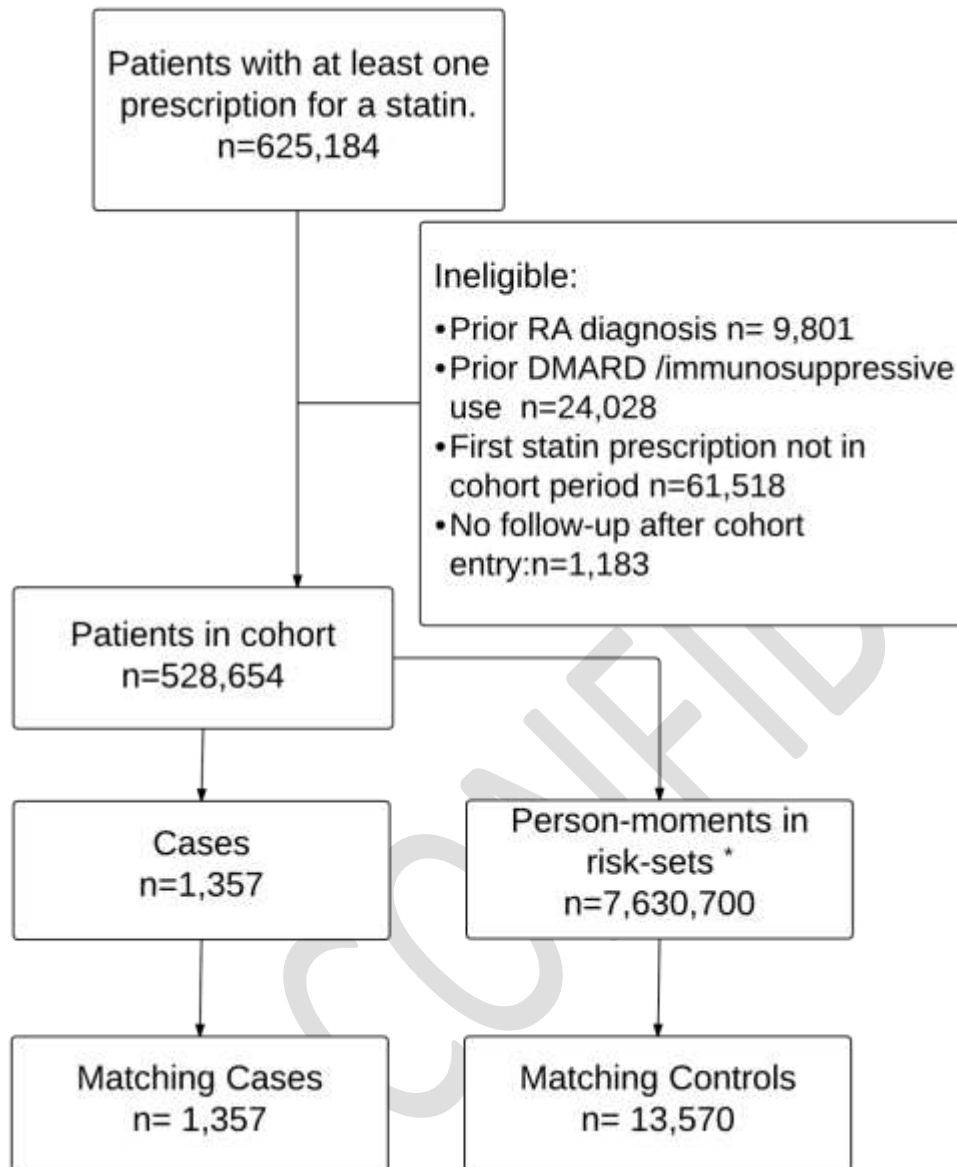 Patients with at least one
prescription for a statin.
n=625,184
Ineligible:
•Prior RA diagnosis n= 9,801
•Prior DMARD /immunosuppressive
use n=24,028
•First statin prescription not in
cohort period n=61,518
•No follow-up after cohort
entry:n=1,183
Patients in cohort
n=528,654
Cases
n=1,357
Person-moments in
risk-sets *
n=7,630,700
Matching Cases
n= 1,357
Matching Controls
n= 13,570
CONFID